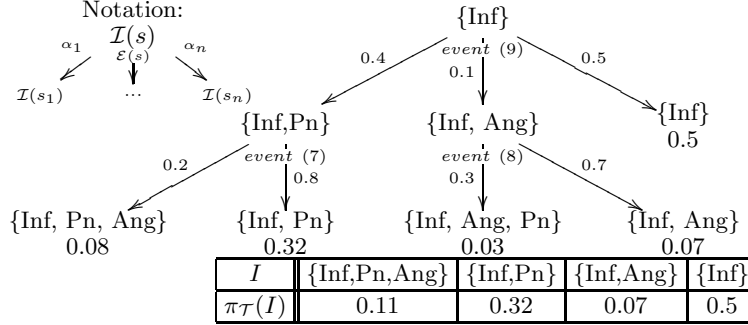 Notation:
{Inf}
I(s)
α1
ε(s)
αn
0.4
event (9)
0.1
0.5
I(s1)
...
I(sn)
{Inf,Pn}
{Inf, Ang}
{Inf}
0.5
0.2
event (7)
0.8
event (8)
0.3
0.7
{Inf, Pn, Ang}
{Inf, Pn}
{Inf, Ang, Pn}
{Inf, Ang}
0.08
0.32
0.03
0.07
I {Inf,Pn,Ang} {Inf,Pn} {Inf,Ang} {Inf}
π𝒯(I) 0.11 0.32 0.07 0.5